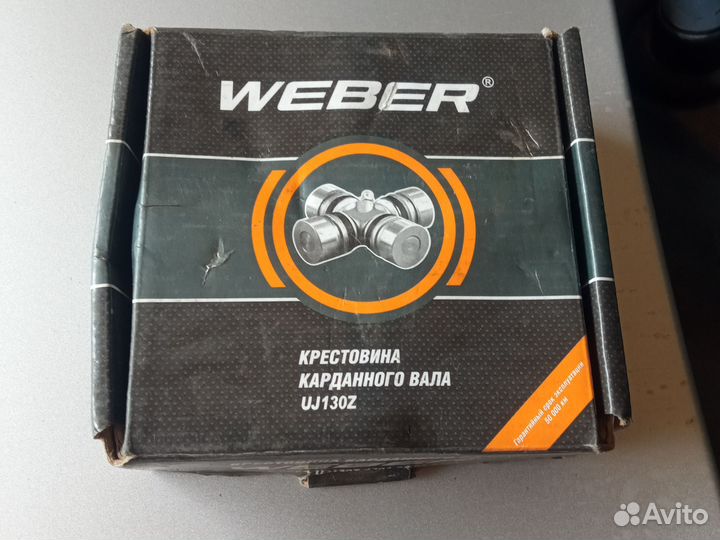 WEBER®
КРЕСТОВИНА
КАРДАННОГО ВАЛА
UJ130Z
Гарантийный срок эксплуатации
50 000 км
Avito